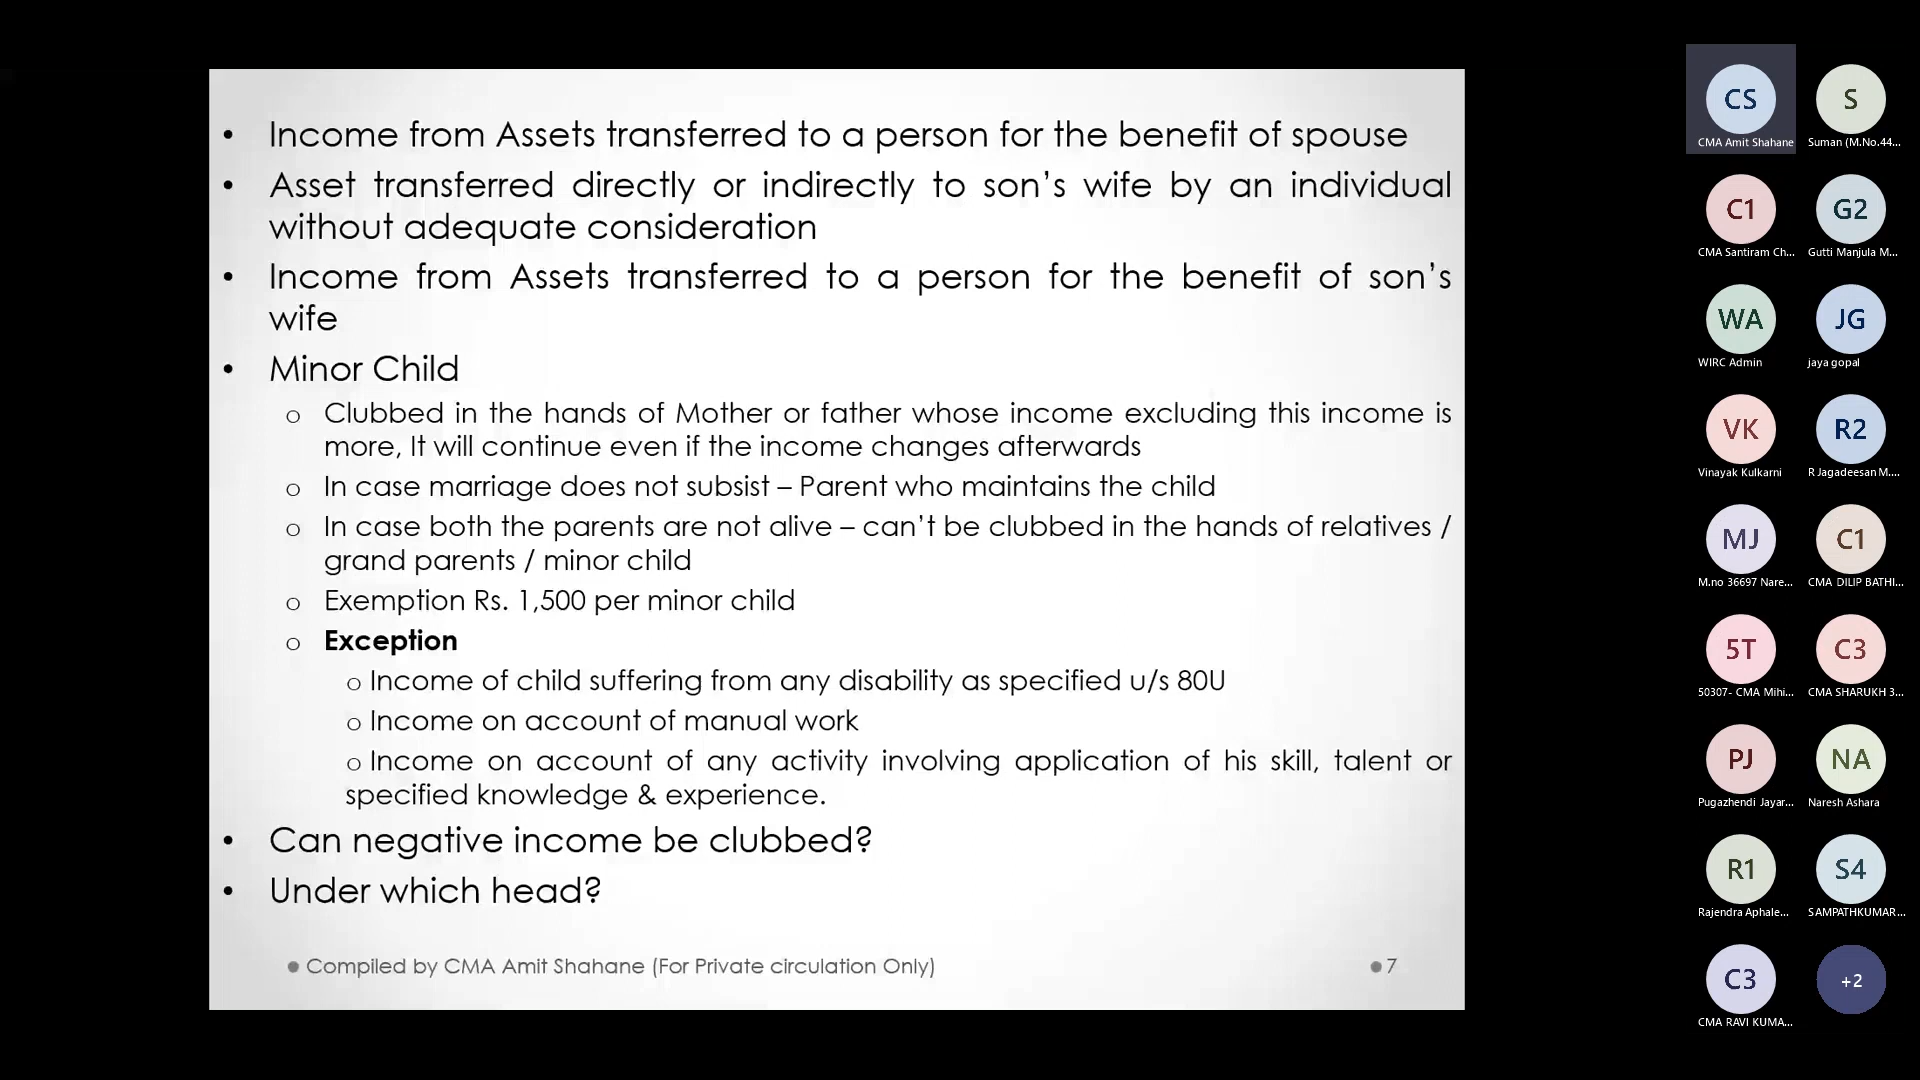 • Income from Assets transferred to a person for the benefit of spouse
• Asset transferred directly or indirectly to son’s wife by an individual
without adequate consideration
• Income from Assets transferred to a person for the benefit of son’s
wife
• Minor Child
o Clubbed in the hands of Mother or father whose income excluding this income is
more, It will continue even if the income changes afterwards
o In case marriage does not subsist – Parent who maintains the child
o In case both the parents are not alive – can’t be clubbed in the hands of relatives /
grand parents / minor child
o Exemption Rs. 1,500 per minor child
o Exception
o Income of child suffering from any disability as specified u/s 80U
o Income on account of manual work
o Income on account of any activity involving application of his skill, talent or
specified knowledge & experience.
• Can negative income be clubbed?
• Under which head?
• Compiled by CMA Amit Shahane (For Private circulation Only)
• 7
CS
CMA Amit Shahane
S
Suman (M.No.44...
C1
CMA Santiram Ch...
G2
Gutti Manjula M...
WA
WIRC Admin
JG
jaya gopal
VK
Vinayak Kulkarni
R2
R Jagadeesan M....
MJ
M.no 36697 Nare...
C1
CMA DILIP BATHI...
5T
50307- CMA Mihi...
C3
CMA SHARUKH 3...
PJ
Pugazhendi Jayar...
NA
Naresh Ashara
R1
Rajendra Aphale...
S4
SAMPATHKUMAR...
C3
CMA RAVI KUMA...
+2